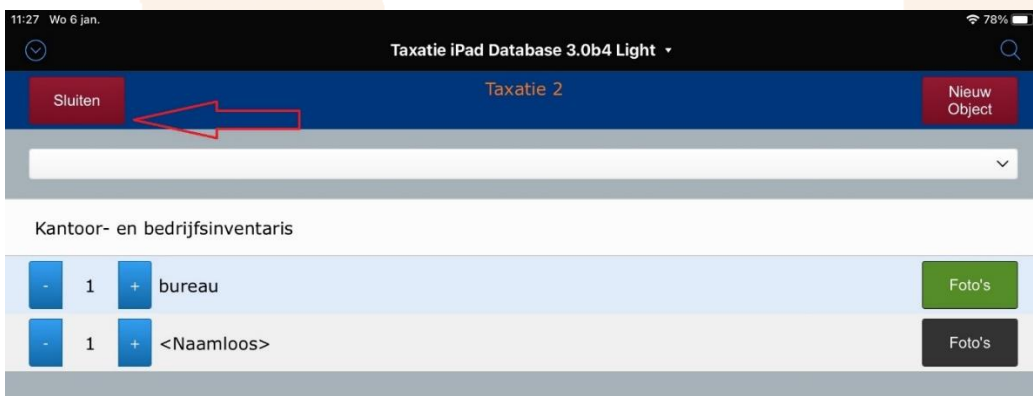 11:27 Wo 6 jan.
78%
Taxatie iPad Database 3.0b4 Light
Sluiten
Taxatie 2
Nieuw
Object
Kantoor- en bedrijfsinventaris
- 1 + bureau
Foto's
- 1 + <Naamloos>
Foto's